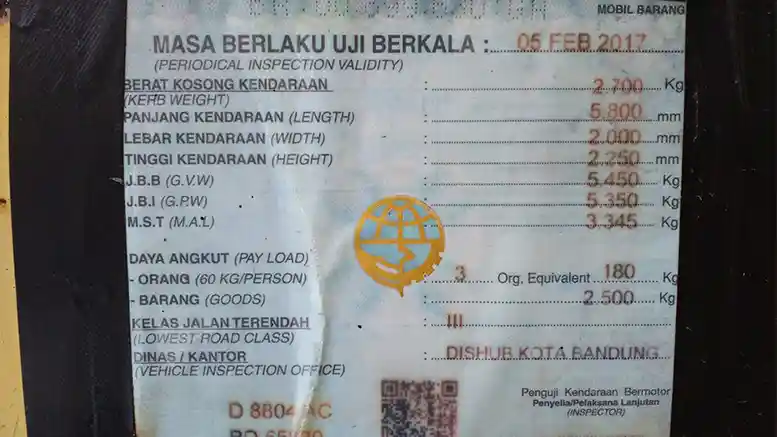 MOBIL BARANG
MASA BERLAKU UJI BERKALA : 05 FEB 2017
(PERIODICAL INSPECTION VALIDITY)
BERAT KOSONG KENDARAAN : 2.700 Kg
(KERB WEIGHT)
PANJANG KENDARAAN (LENGTH) : 5.800 mm
LEBAR KENDARAAN (WIDTH) : 2.000 mm
TINGGI KENDARAAN (HEIGHT) : 2.250 mm
J.B.B (G.V.W) : 5.450 Kg
J.B.I (G.P.W) : 5.350 Kg
M.S.T (M.A.L) : 3.345 Kg
DAYA ANGKUT (PAY LOAD)
- ORANG (60 KG/PERSON) : 3 Org. Equivalent 180 Kg
- BARANG (GOODS) : 2.500 Kg
KELAS JALAN TERENDAH : III
(LOWEST ROAD CLASS)
DINAS / KANTOR : DISHUB KOTA BANDUNG
(VEHICLE INSPECTION OFFICE)
Penguji Kendaraan Bermotor
Penyelia/Pelaksana Lanjutan
(INSPECTOR)
D 8804 AC